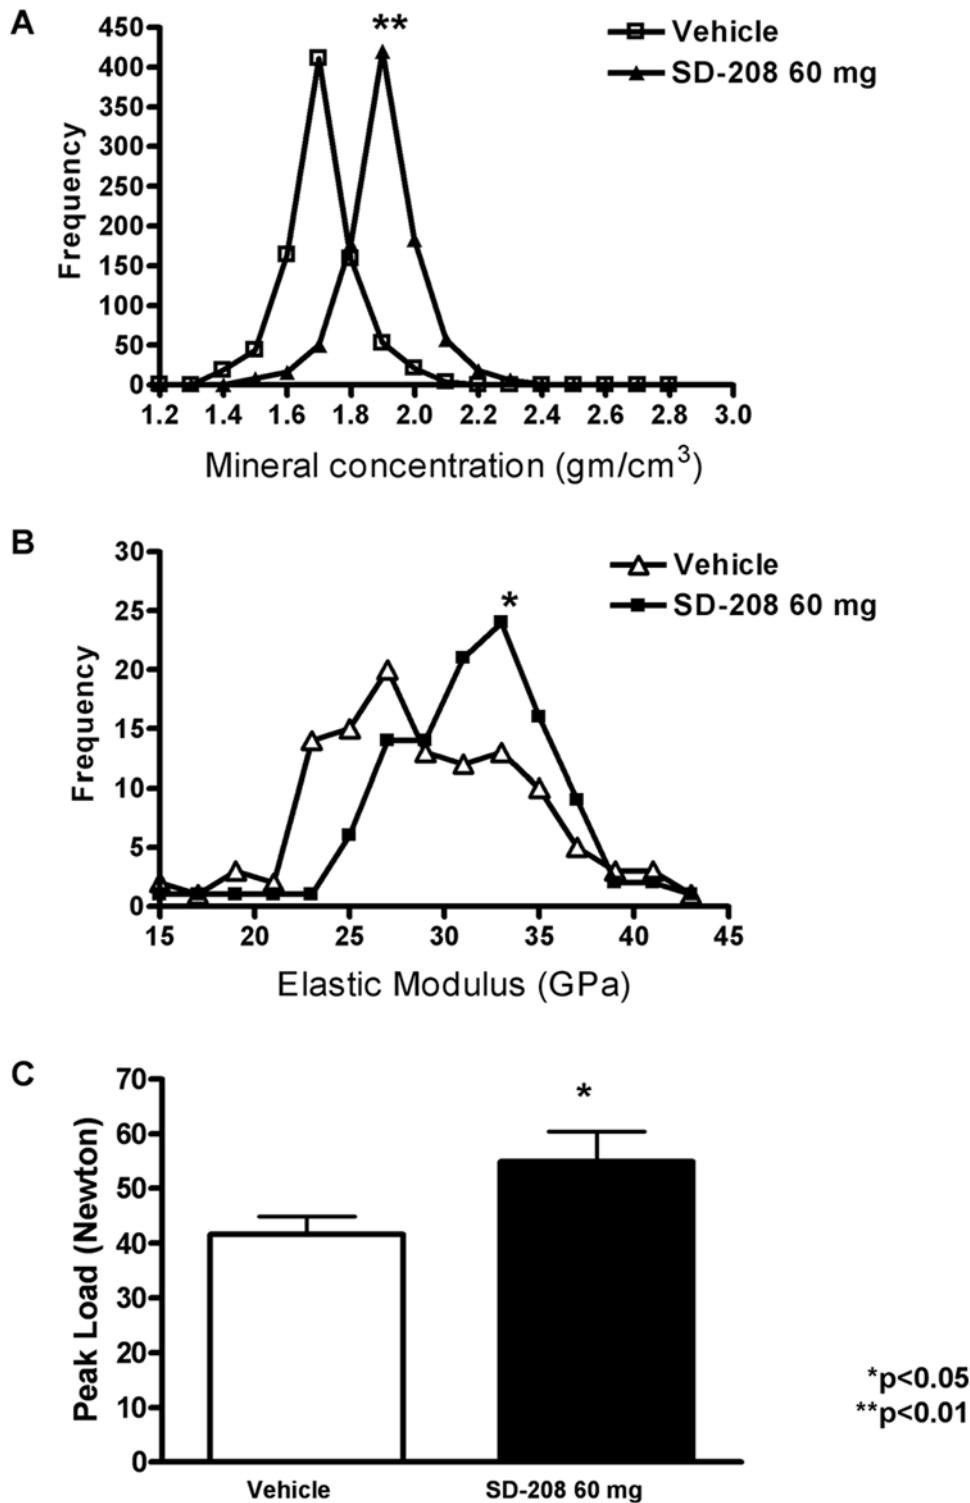 A
450
400
350
300
250
200
150
100
50
0
Frequency
**
Vehicle
SD-208 60 mg
1.2 1.4 1.6 1.8 2.0 2.2 2.4 2.6 2.8 3.0
Mineral concentration (gm/cm³)
B
30
25
20
15
10
5
0
Frequency
*
Vehicle
SD-208 60 mg
15 20 25 30 35 40 45
Elastic Modulus (GPa)
C
70
60
50
40
30
20
10
0
Peak Load (Newton)
*
Vehicle SD-208 60 mg
*p<0.05
**p<0.01